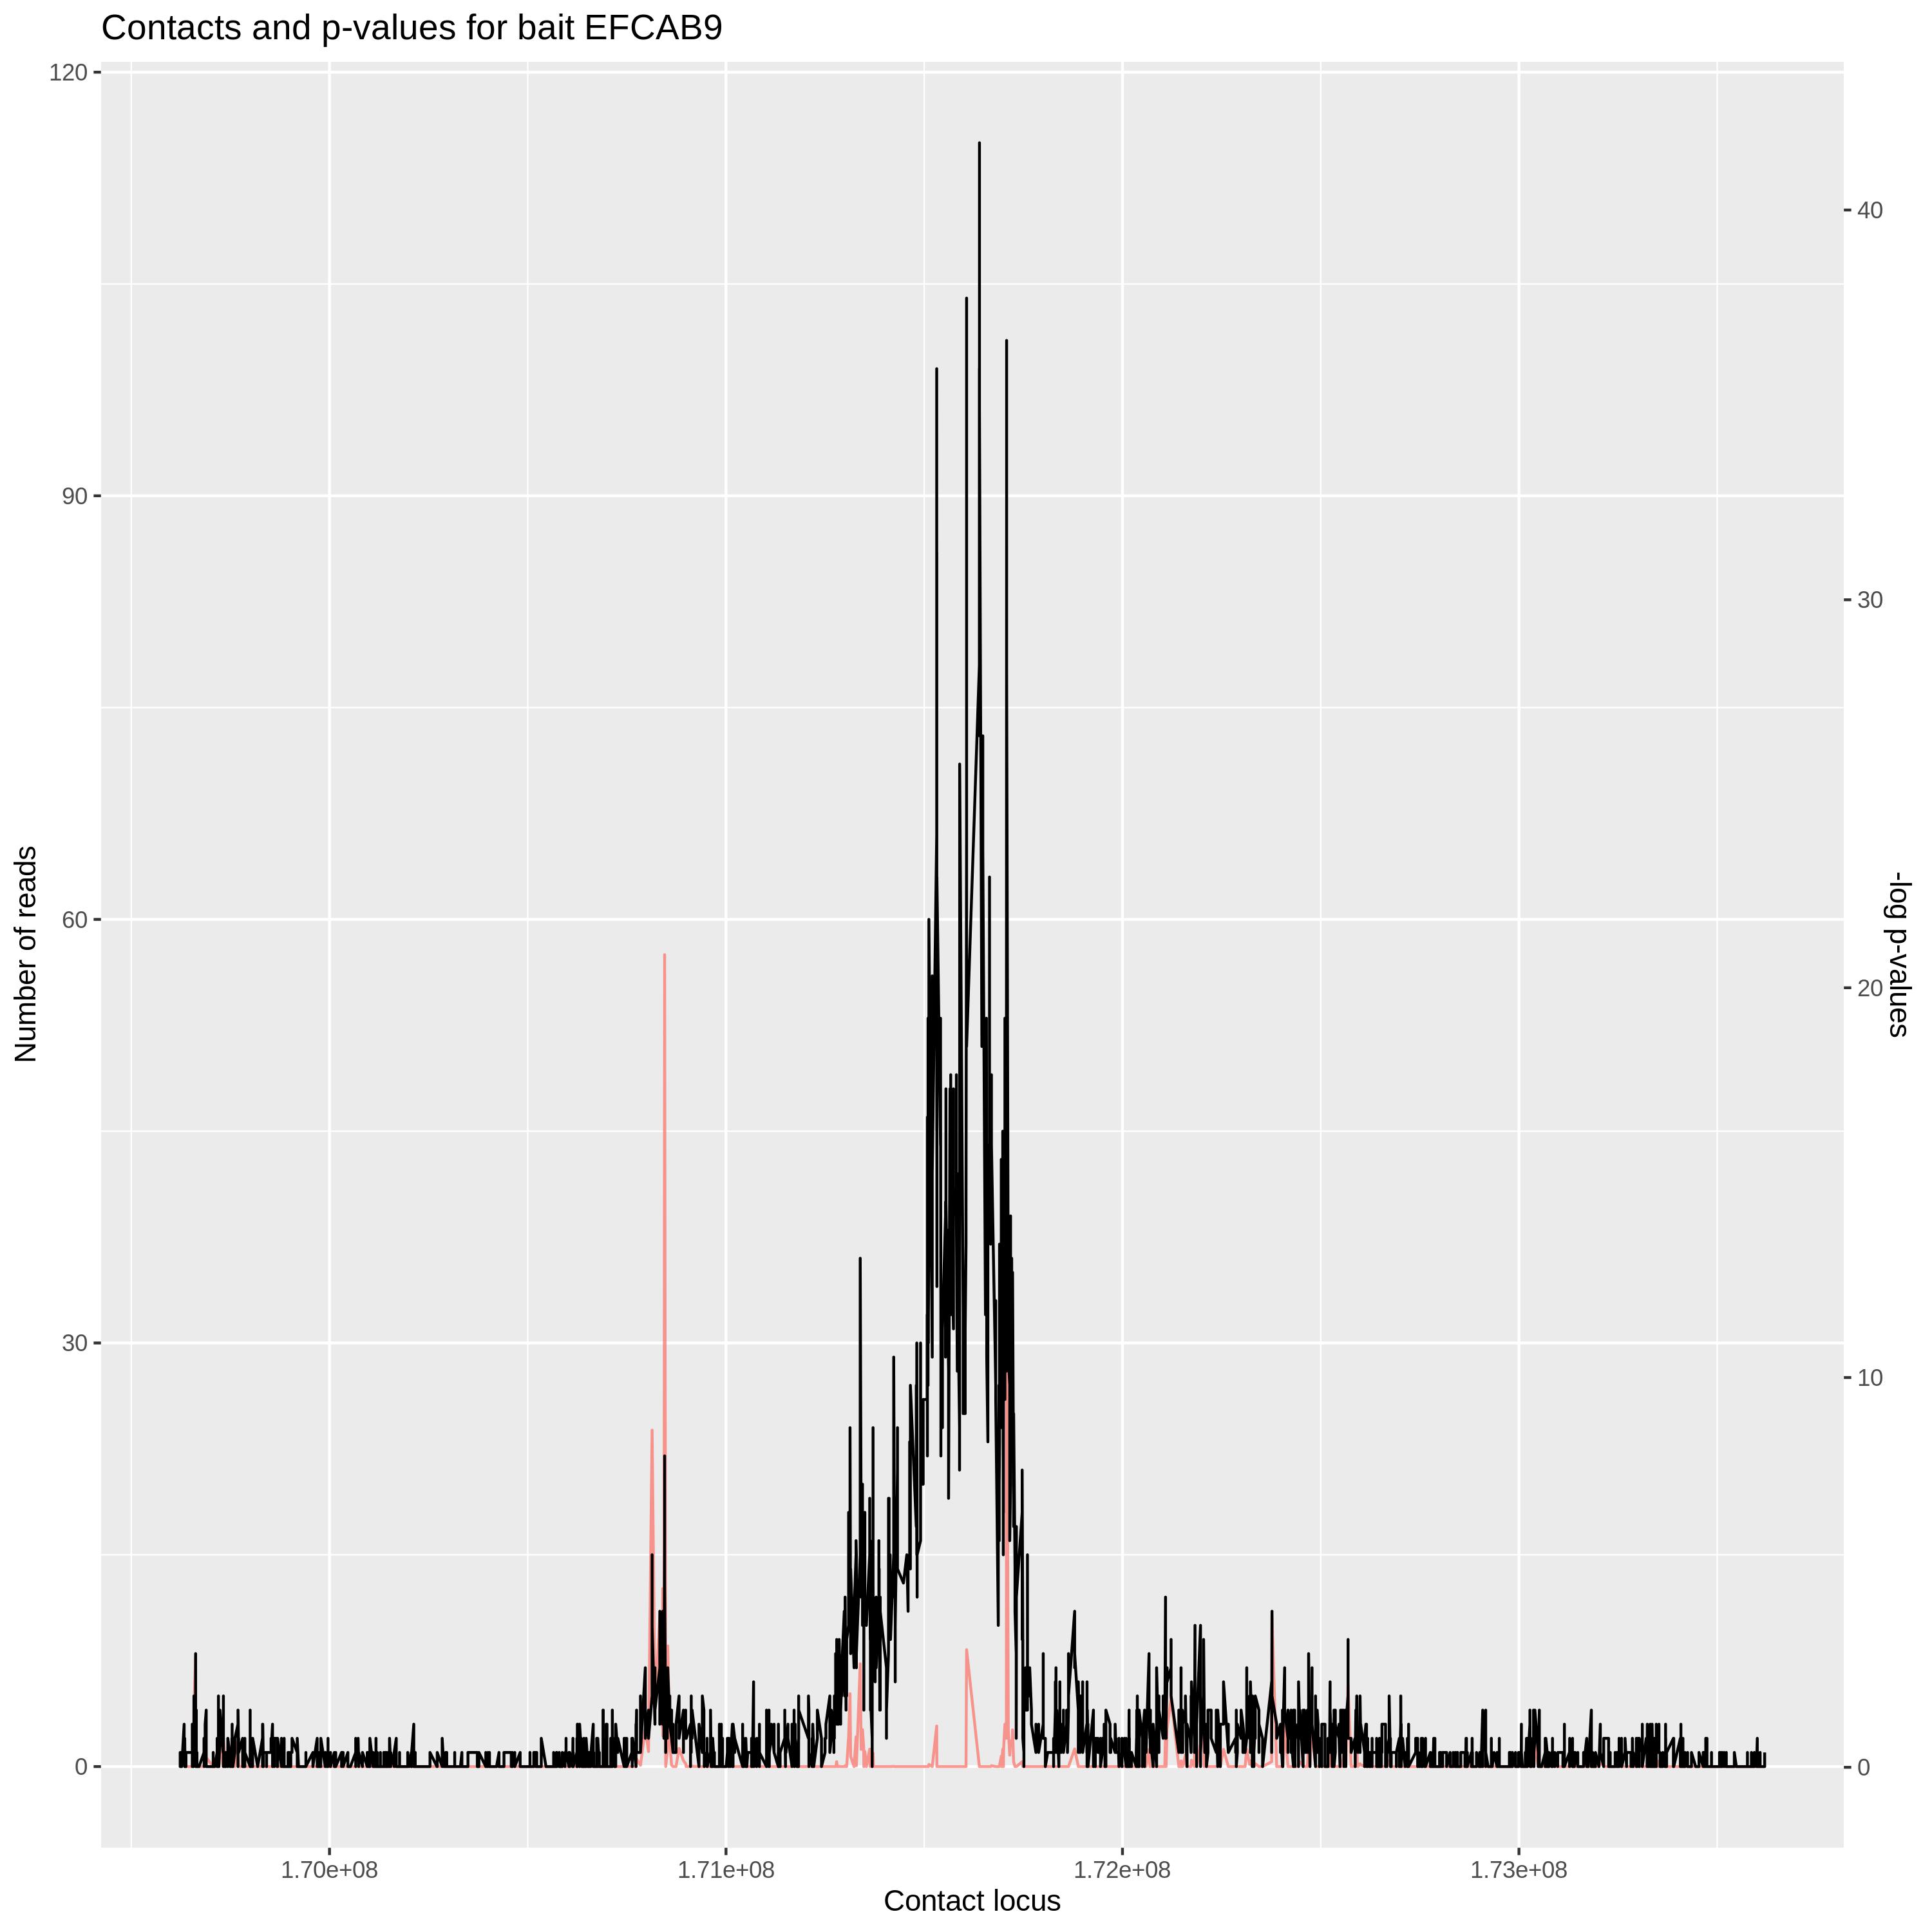 Contacts and p-values for bait EFCAB9
120
90
60
30
0
Number of reads
40
30
20
10
0
-log p-values
1.70e+08
1.71e+08
1.72e+08
1.73e+08
Contact locus